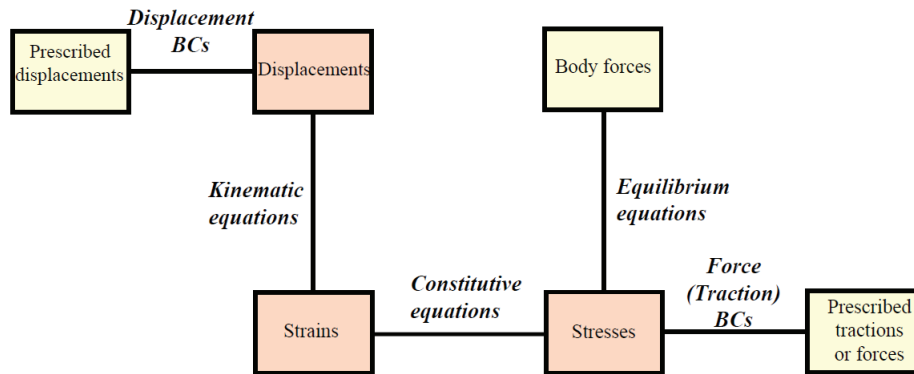 Displacement
BCs
Prescribed
displacements
Displacements
Body forces
Kinematic
equations
Equilibrium
equations
Constitutive
equations
Force
(Traction)
BCs
Strains
Stresses
Prescribed
tractions
or forces